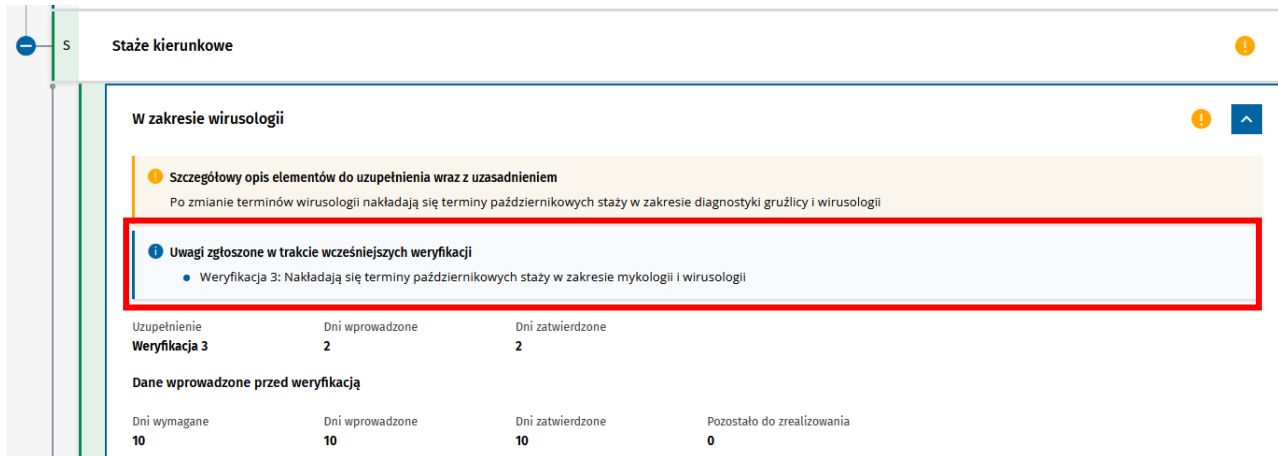 S Staże kierunkowe
W zakresie wirusologii
Szczegółowy opis elementów do uzupełnienia wraz z uzasadnieniem
Po zmianie terminów wirusologii nakładają się terminy październikowych staży w zakresie diagnostyki gruźlicy i wirusologii
Uwagi zgłoszone w trakcie wcześniejszych weryfikacji
Weryfikacja 3: Nakładają się terminy październikowych staży w zakresie mykologii i wirusologii
Uzupełnienie Dni wprowadzone Dni zatwierdzone
Weryfikacja 3 2 2
Dane wprowadzone przed weryfikacją
Dni wymagane Dni wprowadzone Dni zatwierdzone Pozostało do zrealizowania
10 10 10 0